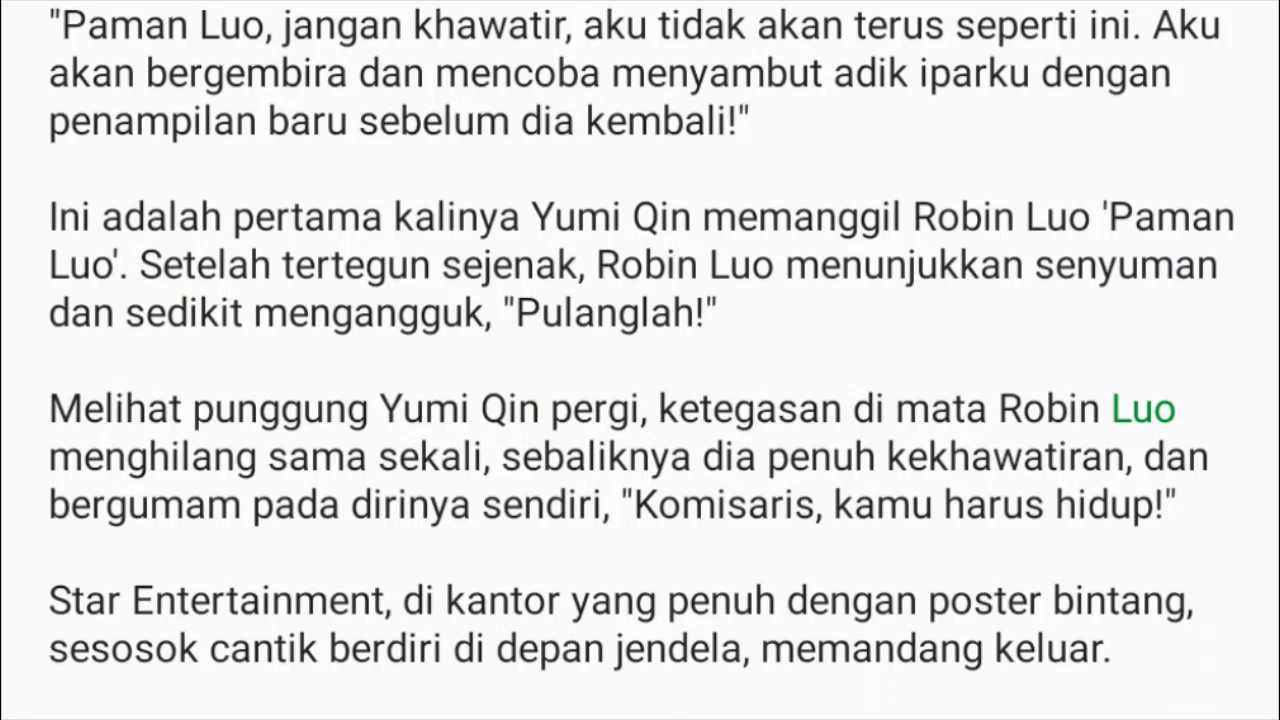 "Paman Luo, jangan khawatir, aku tidak akan terus seperti ini. Aku
akan bergembira dan mencoba menyambut adik iparku dengan
penampilan baru sebelum dia kembali!"
Ini adalah pertama kalinya Yumi Qin memanggil Robin Luo 'Paman
Luo'. Setelah tertegun sejenak, Robin Luo menunjukkan senyuman
dan sedikit mengangguk, "Pulanglah!"
Melihat punggung Yumi Qin pergi, ketegasan di mata Robin Luo
menghilang sama sekali, sebaliknya dia penuh kekhawatiran, dan
bergumam pada dirinya sendiri, "Komisaris, kamu harus hidup!"
Star Entertainment, di kantor yang penuh dengan poster bintang,
sesosok cantik berdiri di depan jendela, memandang keluar.